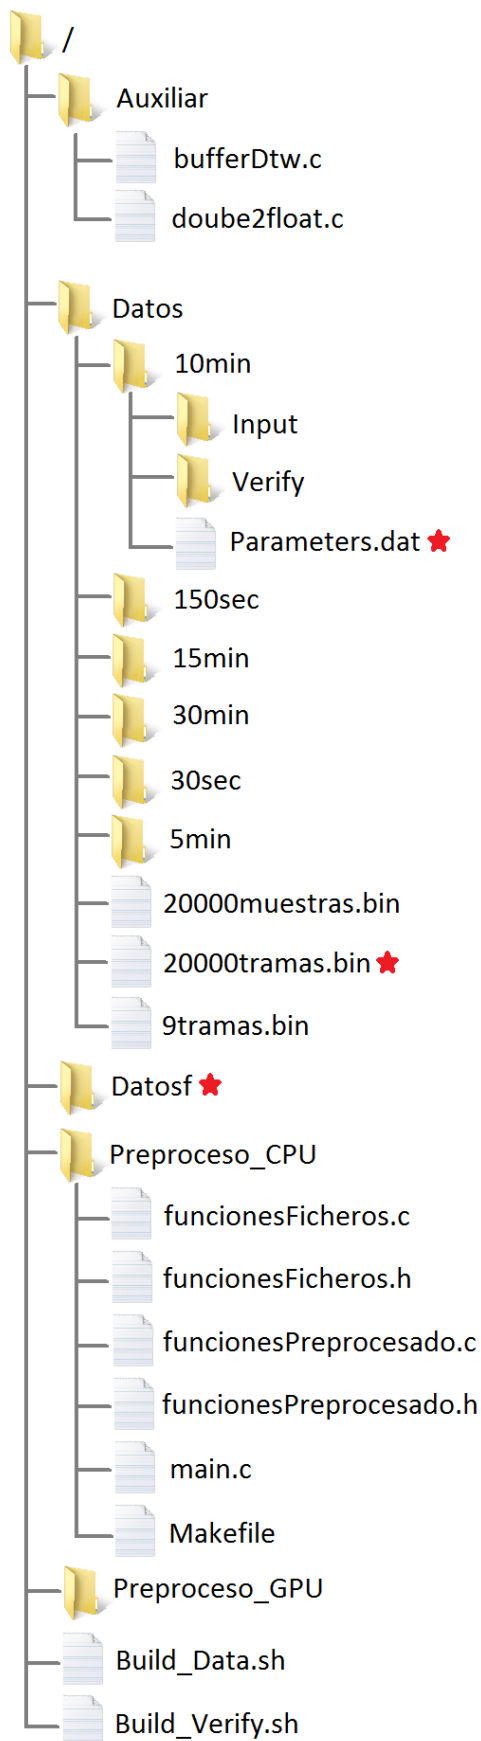 /
Auxiliar
bufferDtw.c
doube2float.c
Datos
10min
Input
Verify
Parameters.dat
150sec
15min
30min
30sec
5min
20000muestras.bin
20000tramas.bin
9tramas.bin
Datosf
Preproceso_CPU
funcionesFicheros.c
funcionesFicheros.h
funcionesPreprocesado.c
funcionesPreprocesado.h
main.c
Makefile
Preproceso_GPU
Build_Data.sh
Build_Verify.sh